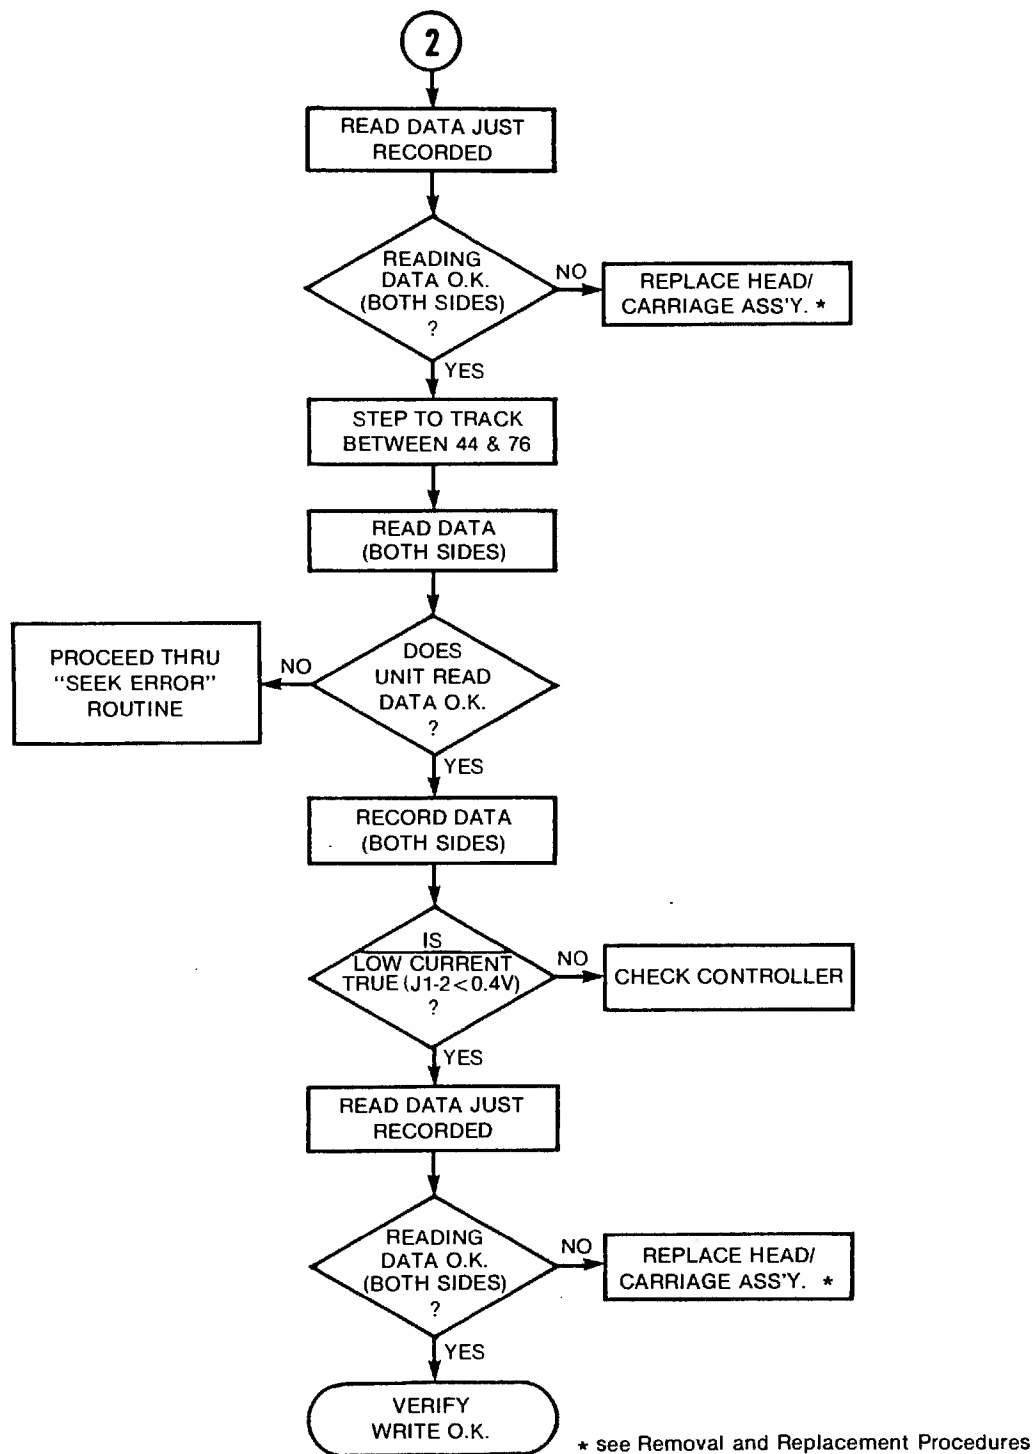 2
READ DATA JUST
RECORDED
READING
DATA O.K.
(BOTH SIDES)
?
NO
REPLACE HEAD/
CARRIAGE ASS'Y. *
YES
STEP TO TRACK
BETWEEN 44 & 76
READ DATA
(BOTH SIDES)
DOES
UNIT READ
DATA O.K.
?
NO
PROCEED THRU
"SEEK ERROR"
ROUTINE
YES
RECORD DATA
(BOTH SIDES)
IS
LOW CURRENT
TRUE (J1-2<0.4V)
?
NO
CHECK CONTROLLER
YES
READ DATA JUST
RECORDED
READING
DATA O.K.
(BOTH SIDES)
?
NO
REPLACE HEAD/
CARRIAGE ASS'Y. *
YES
VERIFY
WRITE O.K.
* see Removal and Replacement Procedures